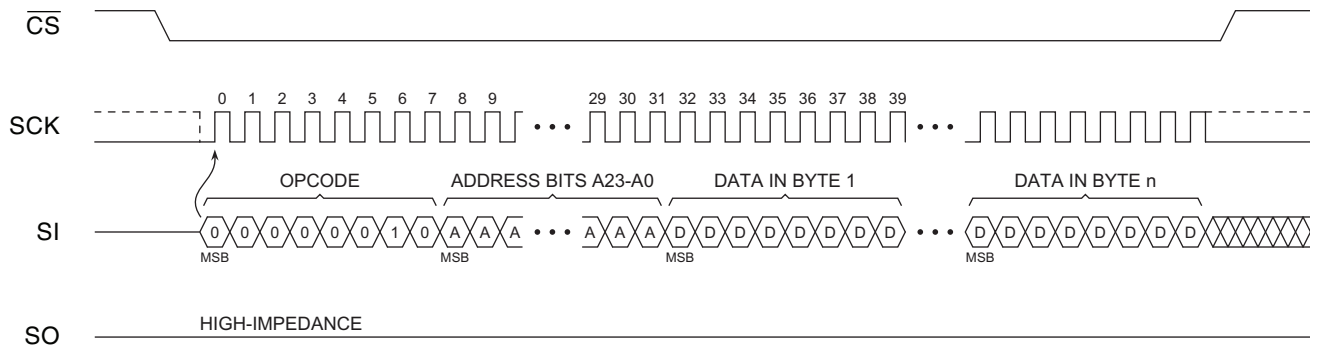 CS
0 1 2 3 4 5 6 7 8 9 29 30 31 32 33 34 35 36 37 38 39
SCK
OPCODE ADDRESS BITS A23-A0 DATA IN BYTE 1 DATA IN BYTE n
SI 0 0 0 0 0 0 1 0 A A A A A A D D D D D D D D D D D D D D D D
MSB MSB MSB MSB
HIGH-IMPEDANCE
SO